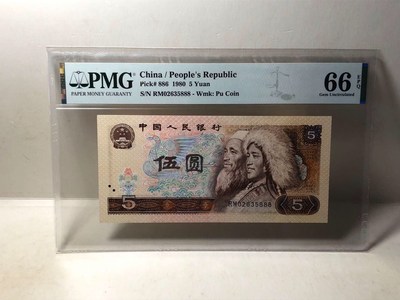 PMG
PAPER MONEY GUARANTY
China / People's Republic
Pick# 886 1980 5 Yuan
S/N RM02635888 - Wmk: Pu Coin
66 EPQ
Gem Uncirculated
中国人民银行
5
伍圆
5
RM02635888
5